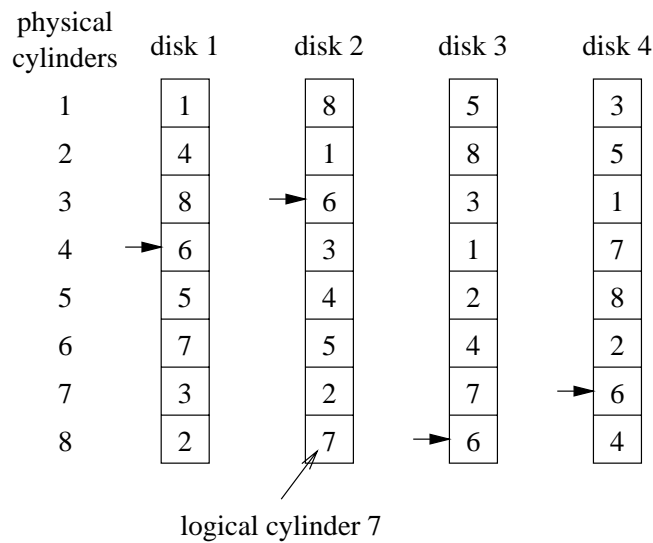 physical
cylinders disk 1 disk 2 disk 3 disk 4
1 1 8 5 3
2 4 1 8 5
3 8 6 3 1
4 6 3 1 7
5 5 4 2 8
6 7 5 4 2
7 3 2 7 6
8 2 7 6 4
logical cylinder 7